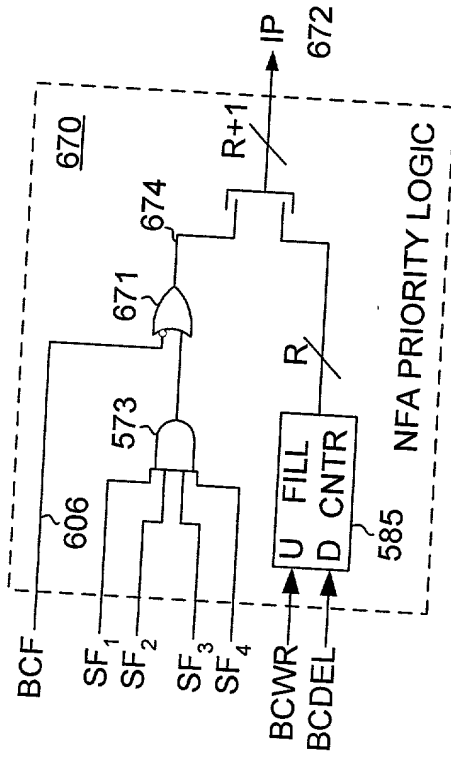 670
BCF
606
SF1
SF2
SF3
SF4
573
671
674
R+1
IP
672
BCWR
BCDEL
U FILL
D CNTR
585
R
NFA PRIORITY LOGIC